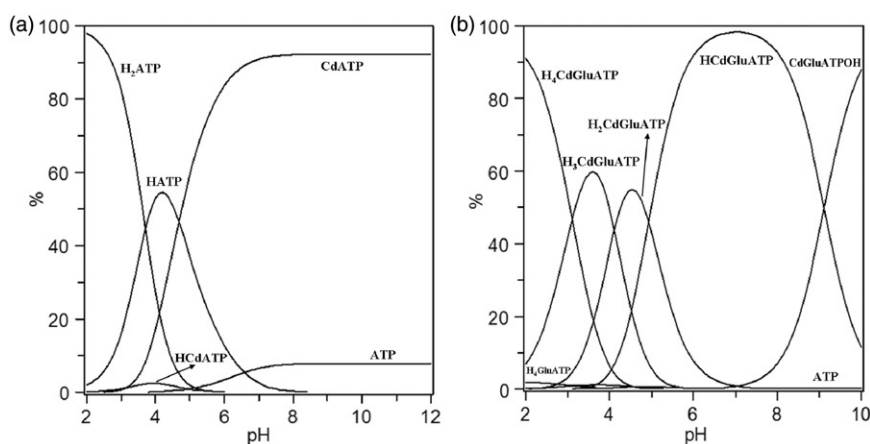 (a)
100
80
60
40
20
0
%
H₂ATP
CdATP
HATP
HCdATP
ATP
2 4 6 8 10 12
pH
(b)
100
80
60
40
20
0
%
H₄CdGluATP
HCdGluATP
CdGluATPOH
H₂CdGluATP
H₃CdGluATP
H₄GluATP
ATP
2 4 6 8 10
pH